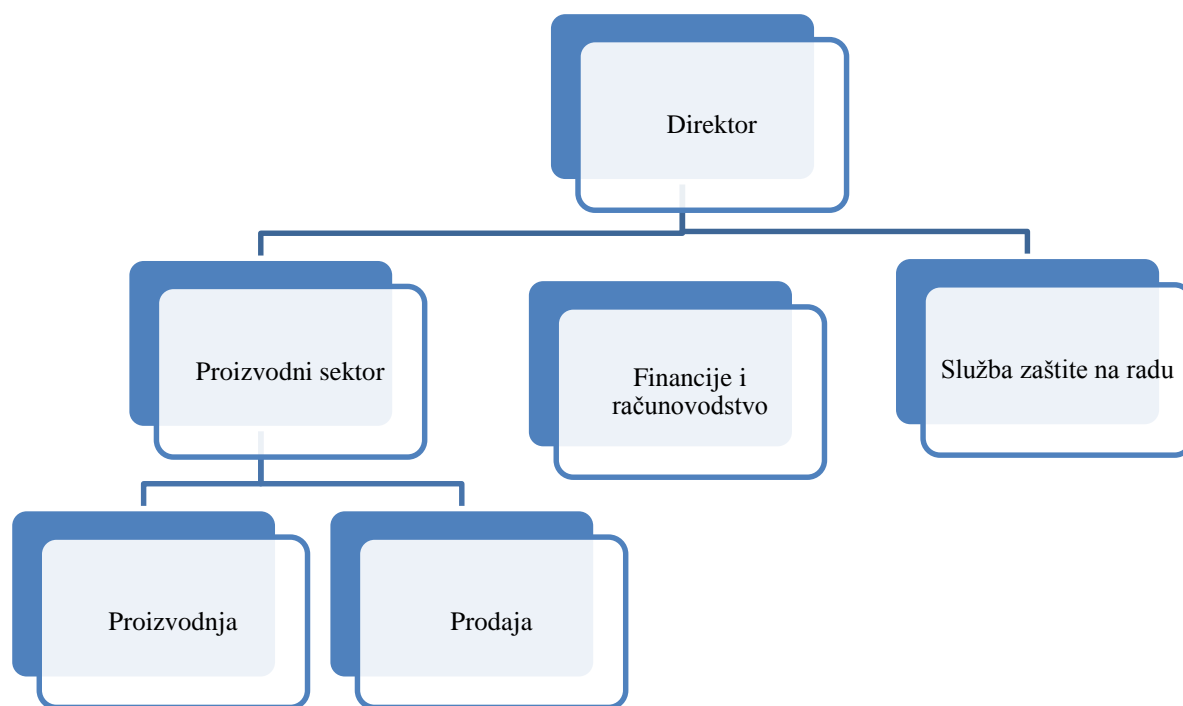 Direktor
Proizvodni sektor
Financije i
računovodstvo
Služba zaštite na radu
Proizvodnja
Prodaja